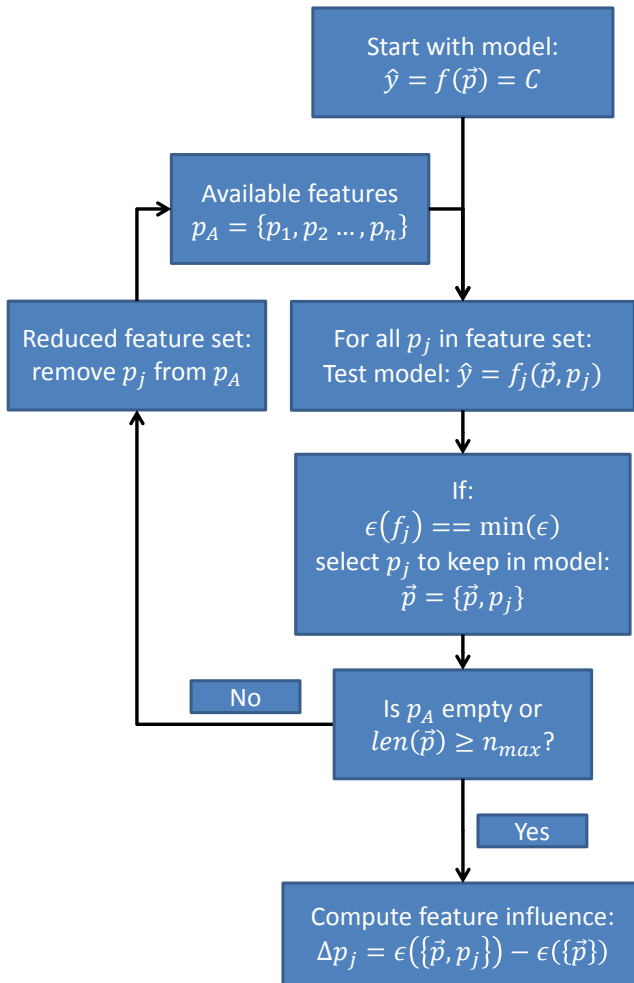 Start with model:
ŷ = f(p⃗) = C
Available features
p_A = {p_1, p_2 …, p_n}
Reduced feature set:
remove p_j from p_A
For all p_j in feature set:
Test model: ŷ = f_j(p⃗, p_j)
If:
ϵ(f_j) == min(ϵ)
select p_j to keep in model:
p⃗ = {p⃗, p_j}
No
Is p_A empty or
len(p⃗) ≥ n_max?
Yes
Compute feature influence:
Δp_j = ϵ({p⃗, p_j}) − ϵ({p⃗})